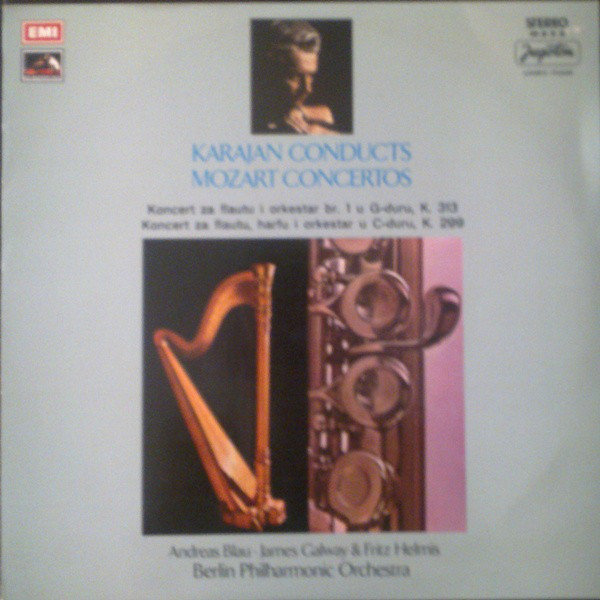 EMI
STEREO
Jugoton
KARAJAN CONDUCTS
MOZART CONCERTOS
Koncert za flautu i orkestar br. 1 u G-duru, K. 313
Koncert za flautu, harfu i orkestar u C-duru, K. 299
Andreas Blau · James Galway & Fritz Helmis
Berlin Philharmonic Orchestra